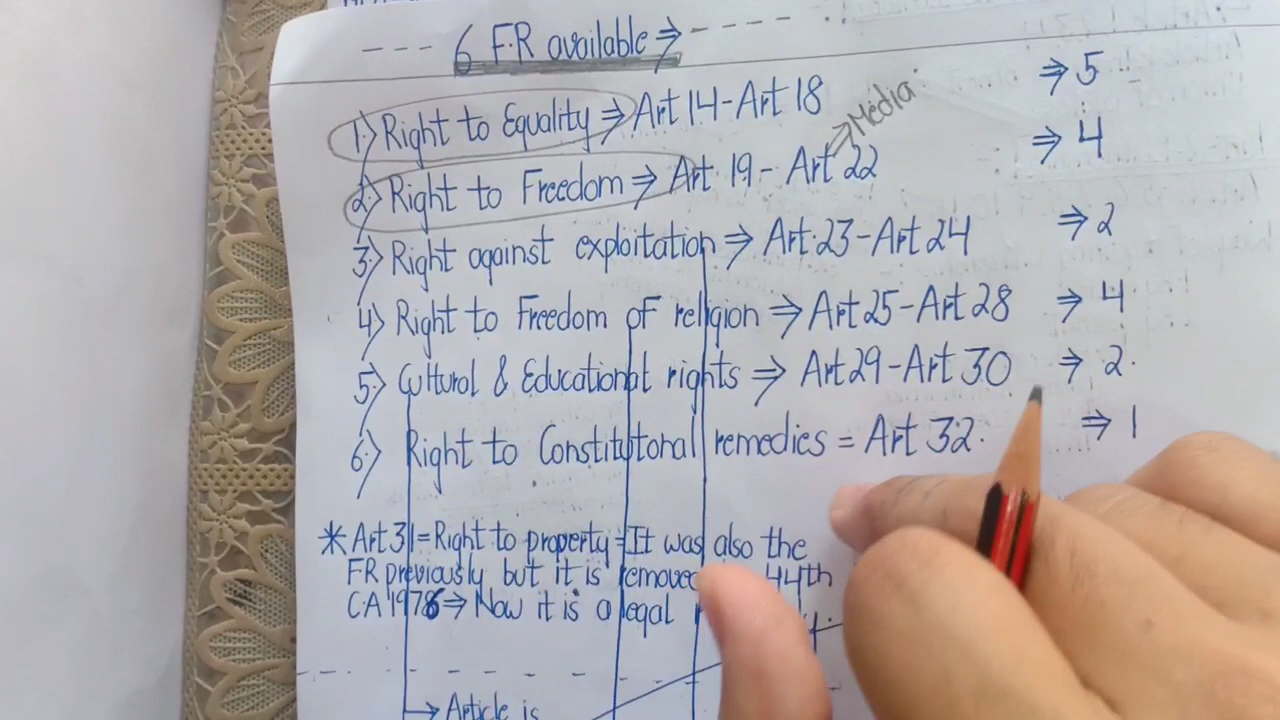 --- 6 F.R available ⇒ ----
1) Right to Equality ⇒ Art 14-Art 18 ⇒ 5
→ Media
2) Right to Freedom ⇒ Art 19 - Art 22 ⇒ 4
3) Right against exploitation ⇒ Art.23-Art 24 ⇒ 2
4) Right to Freedom of religion ⇒ Art 25-Art 28 ⇒ 4
5) Cultural & Educational rights ⇒ Art 29-Art 30 ⇒ 2.
6) Right to Constitutonal remedies = Art 32. ⇒ 1
* Art 31 = Right to property = It was also the
FR previously but it is 44th
C.A 1978 ⇒ Now it is a legal
→ Article is